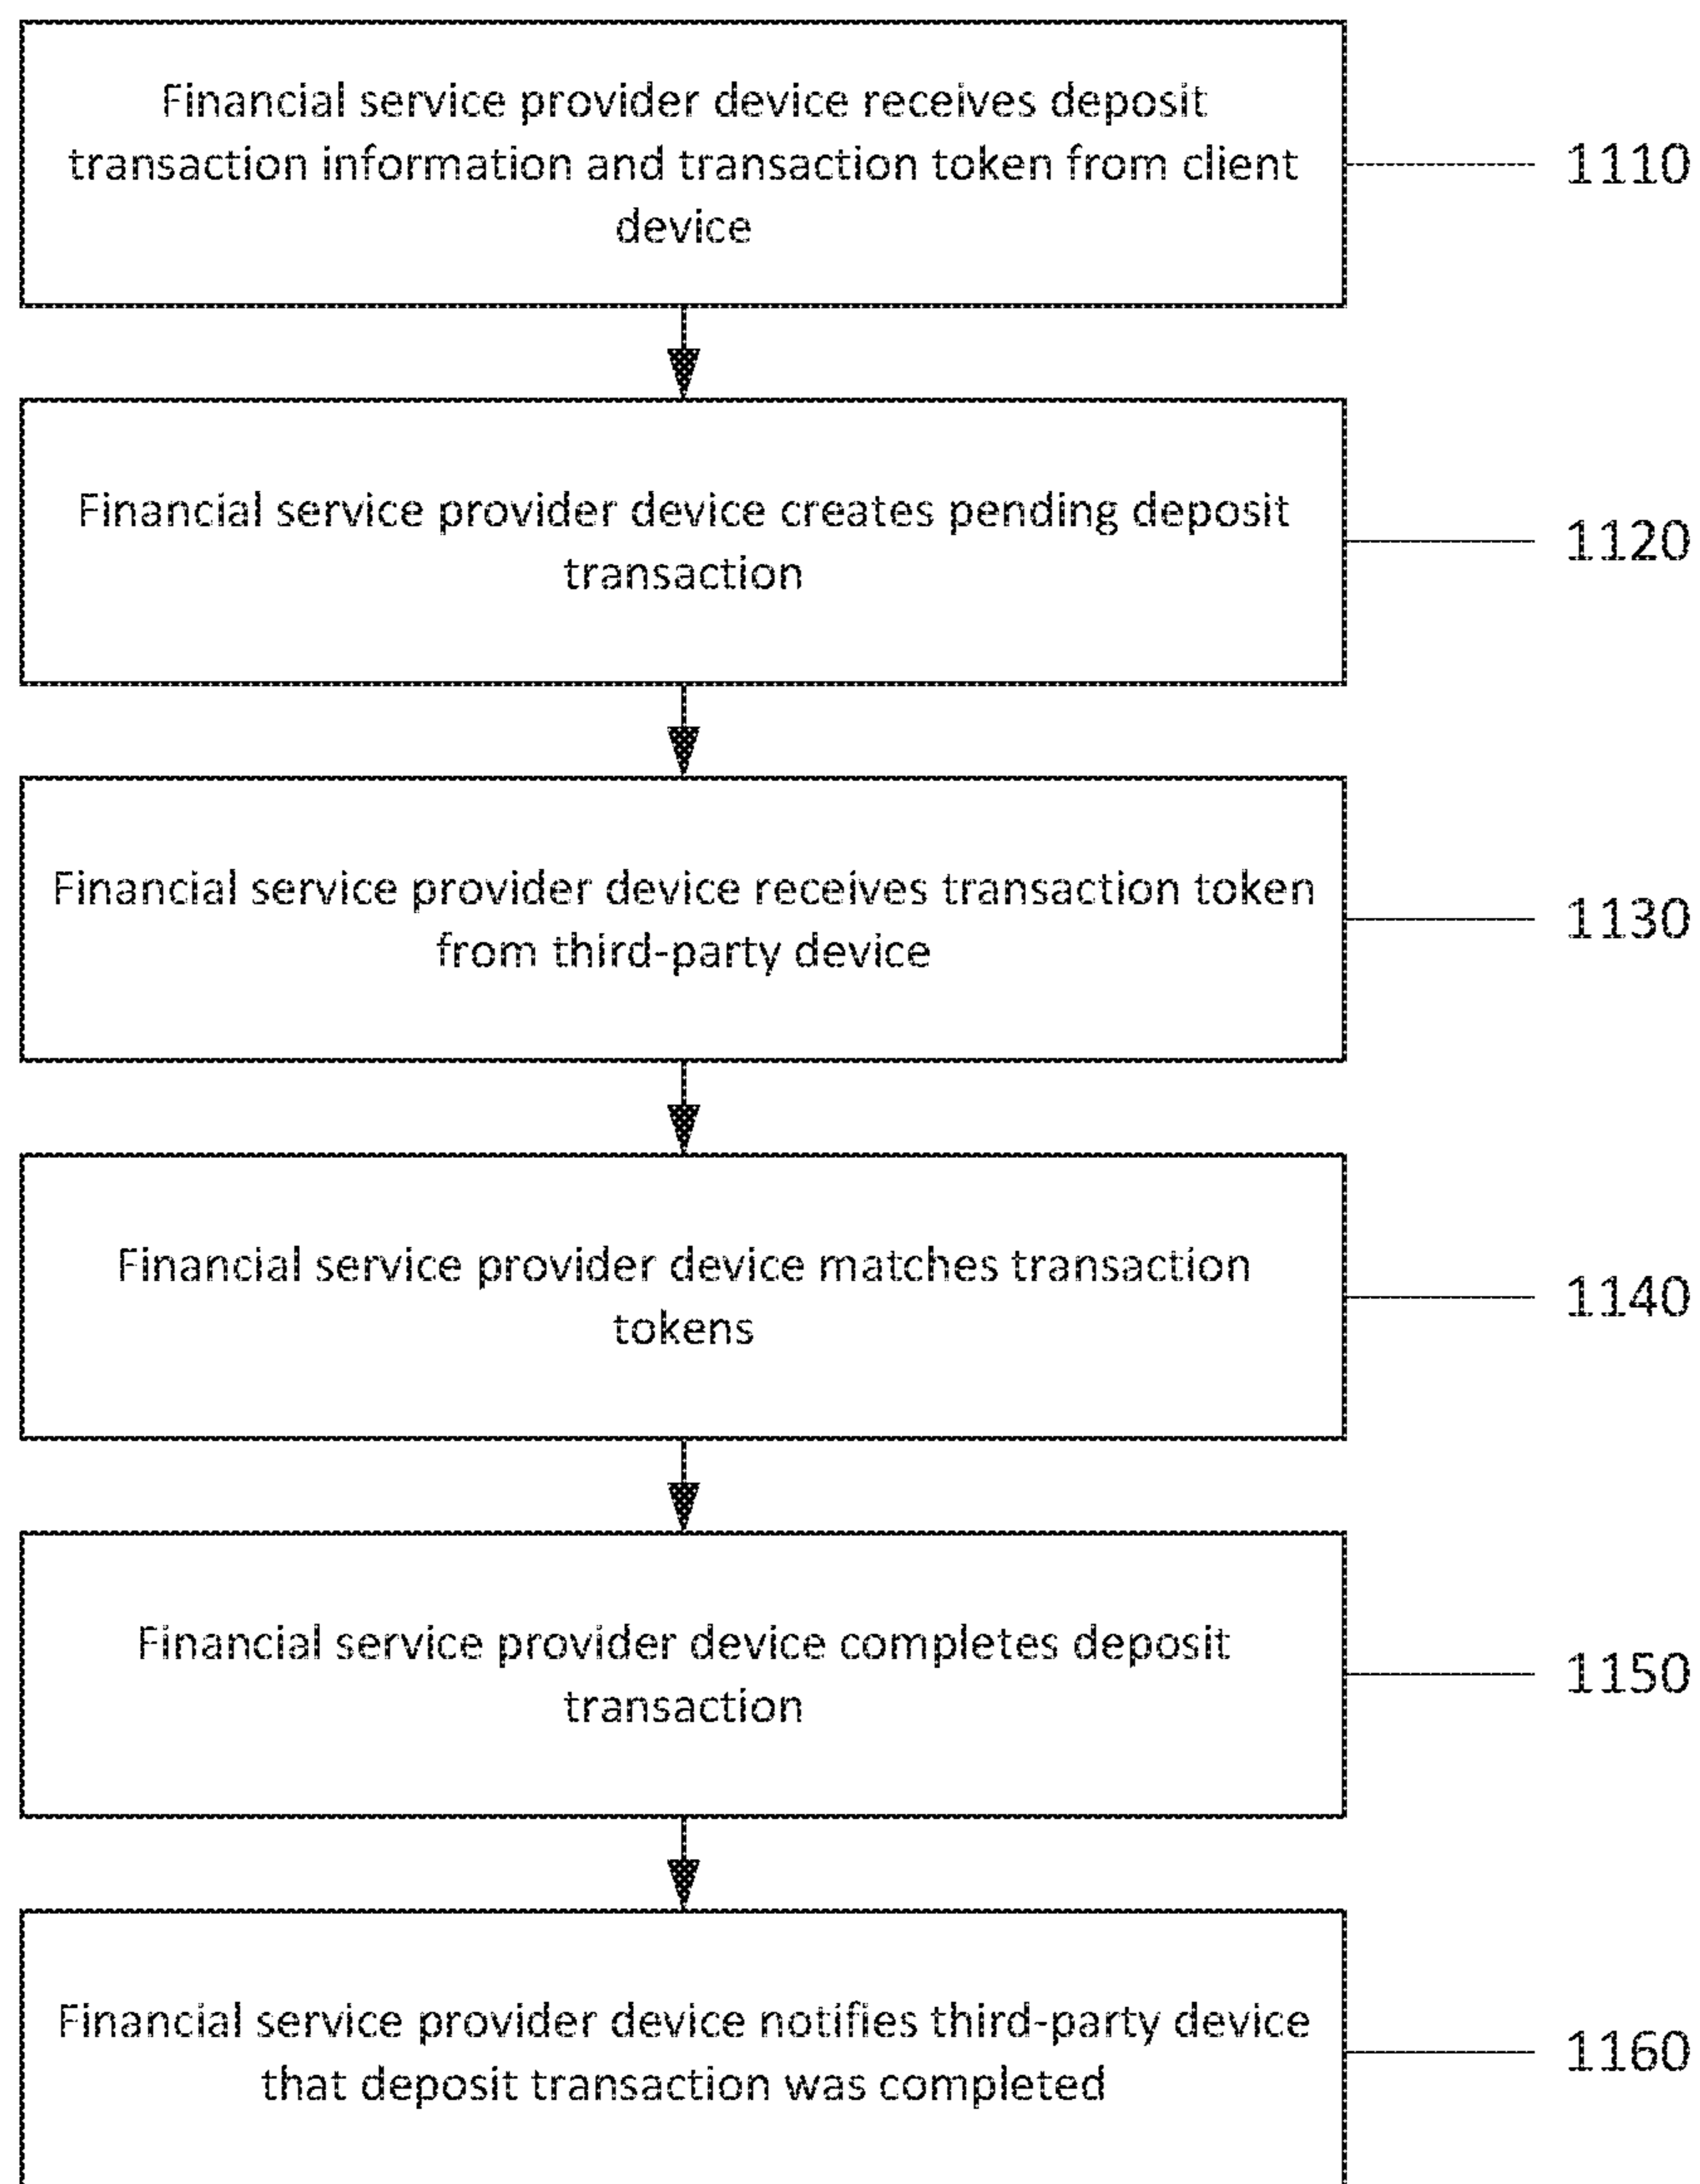 Financial service provider device receives deposit
transaction information and transaction token from client
device
1110
Financial service provider device creates pending deposit
transaction
1120
Financial service provider device receives transaction token
from third-party device
1130
Financial service provider device matches transaction
tokens
1140
Financial service provider device completes deposit
transaction
1150
Financial service provider device notifies third-party device
that deposit transaction was completed
1160